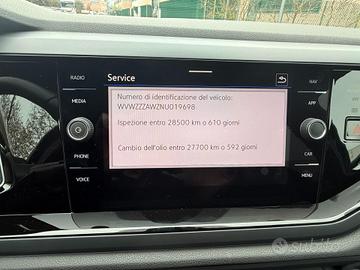 subito
RADIO
MEDIA
PHONE
VOICE
Service
Numero di identificazione del veicolo:
WVWZZZAWZNU019698
Ispezione entro 28500 km o 610 giorni
Cambio dell'olio entro 27700 km o 592 giorni
NAV
APP
CAR
MENU
subito